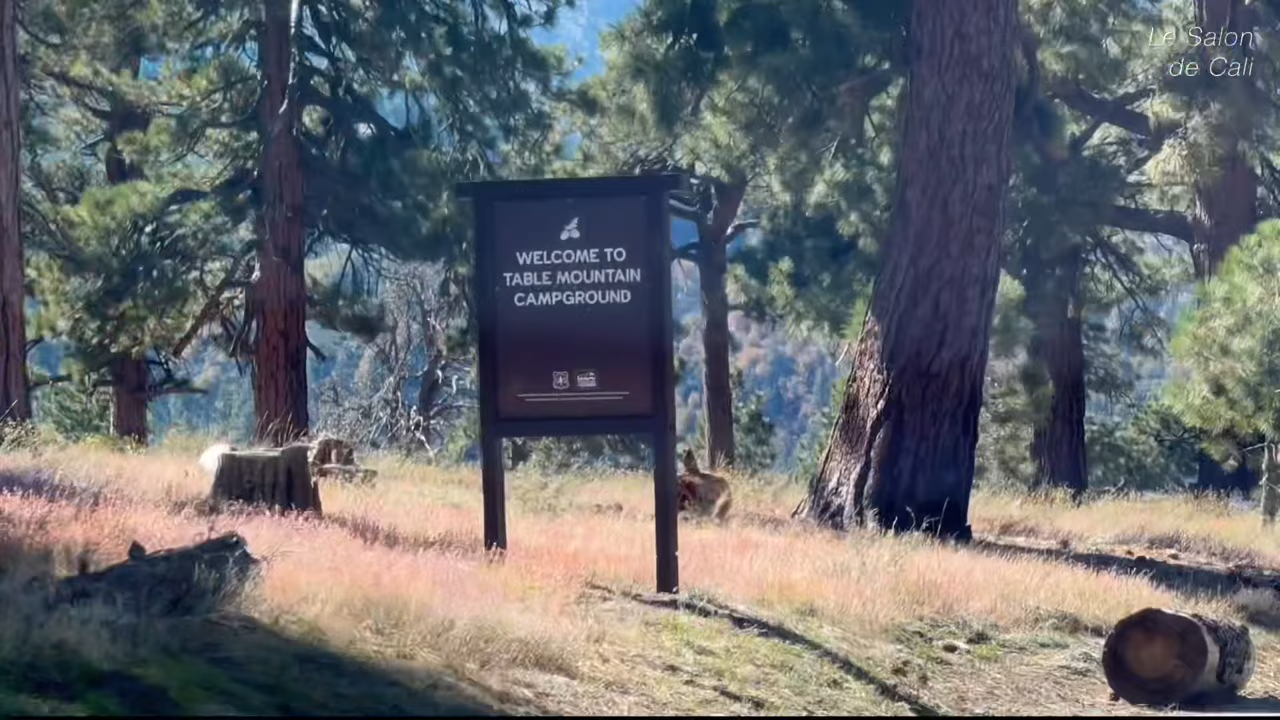 Le Salon
de Cali
WELCOME TO
TABLE MOUNTAIN
CAMPGROUND